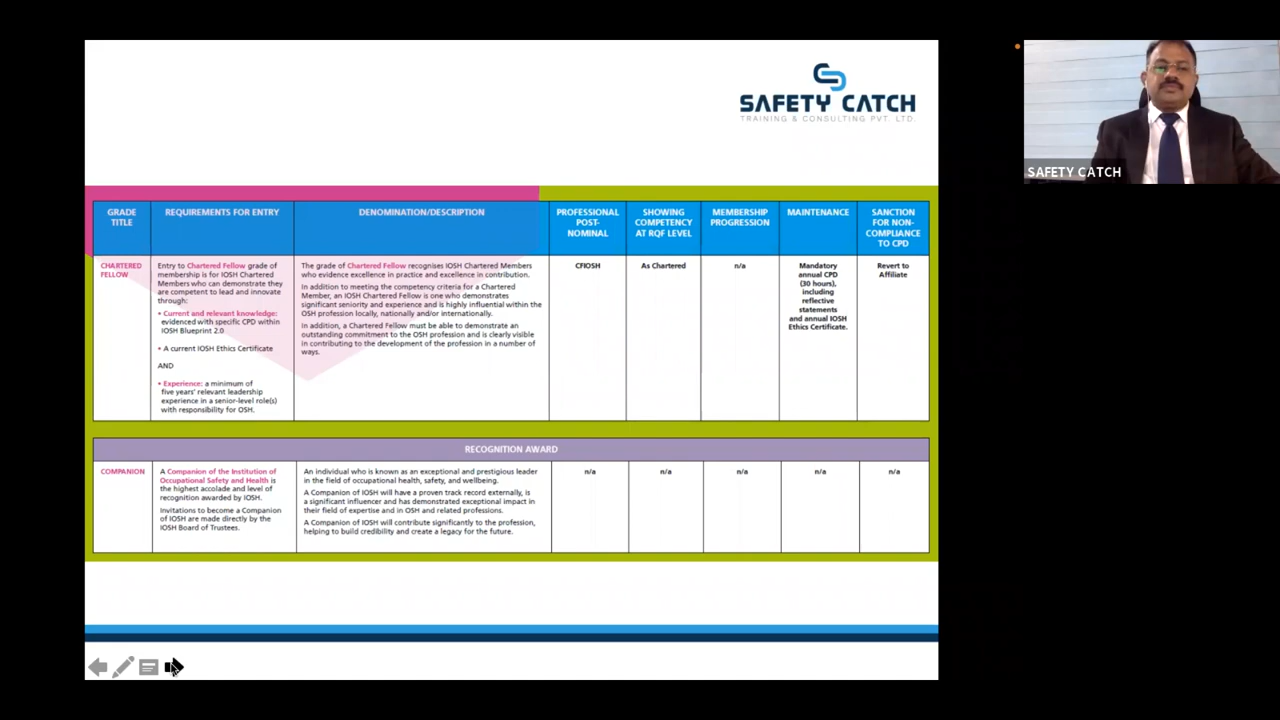 SAFETY CATCH
TRAINING & CONSULTING PVT. LTD.
SAFETY CATCH
GRADE
TITLE
REQUIREMENTS FOR ENTRY
DENOMINATION/DESCRIPTION
PROFESSIONAL
POST-
NOMINAL
SHOWING
COMPETENCY
AT RQF LEVEL
MEMBERSHIP
PROGRESSION
MAINTENANCE
SANCTION
FOR NON-
COMPLIANCE
TO CPD
CHARTERED
FELLOW
Entry to Chartered Fellow grade of
membership is for IOSH Chartered
Members who can demonstrate they
are competent to lead and innovate
through:
• Current and relevant knowledge:
evidenced with specific CPD within
IOSH Blueprint 2.0
• A current IOSH Ethics Certificate
AND
• Experience: a minimum of
five years' relevant leadership
experience in a senior-level role(s)
with responsibility for OSH.
The grade of Chartered Fellow recognises IOSH Chartered Members
who evidence excellence in practice and excellence in contribution.
In addition to meeting the competency criteria for a Chartered
Member, an IOSH Chartered Fellow is one who demonstrates
significant seniority and experience and is highly influential within the
OSH profession locally, nationally and/or internationally.
In addition, a Chartered Fellow must be able to demonstrate an
outstanding commitment to the OSH profession and is clearly visible
in contributing to the development of the profession in a number of
ways.
CFIOSH
As Chartered
n/a
Mandatory
annual CPD
(30 hours),
including
reflective
statements
and annual IOSH
Ethics Certificate.
Revert to
Affiliate
RECOGNITION AWARD
COMPANION
A Companion of the Institution of
Occupational Safety and Health is
the highest accolade and level of
recognition awarded by IOSH.
Invitations to become a Companion
of IOSH are made directly by the
IOSH Board of Trustees.
An individual who is known as an exceptional and prestigious leader
in the field of occupational health, safety, and wellbeing.
A Companion of IOSH will have a proven track record externally, is
a significant influencer and has demonstrated exceptional impact in
their field of expertise and in OSH and related professions.
A Companion of IOSH will contribute significantly to the profession,
helping to build credibility and create a legacy for the future.
n/a
n/a
n/a
n/a
n/a